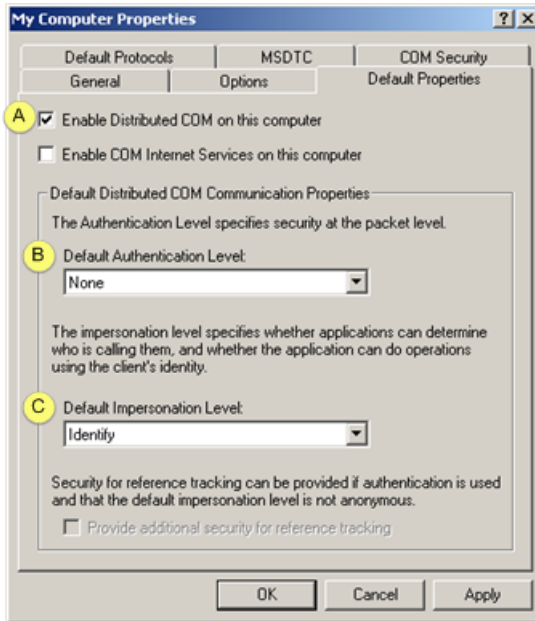 My Computer Properties
Default Protocols MSDTC COM Security
General Options Default Properties
A Enable Distributed COM on this computer
Enable COM Internet Services on this computer
Default Distributed COM Communication Properties
The Authentication Level specifies security at the packet level.
B Default Authentication Level:
None
The impersonation level specifies whether applications can determine
who is calling them, and whether the application can do operations
using the client's identity.
C Default Impersonation Level:
Identify
Security for reference tracking can be provided if authentication is used
and that the default impersonation level is not anonymous.
Provide additional security for reference tracking
OK Cancel Apply